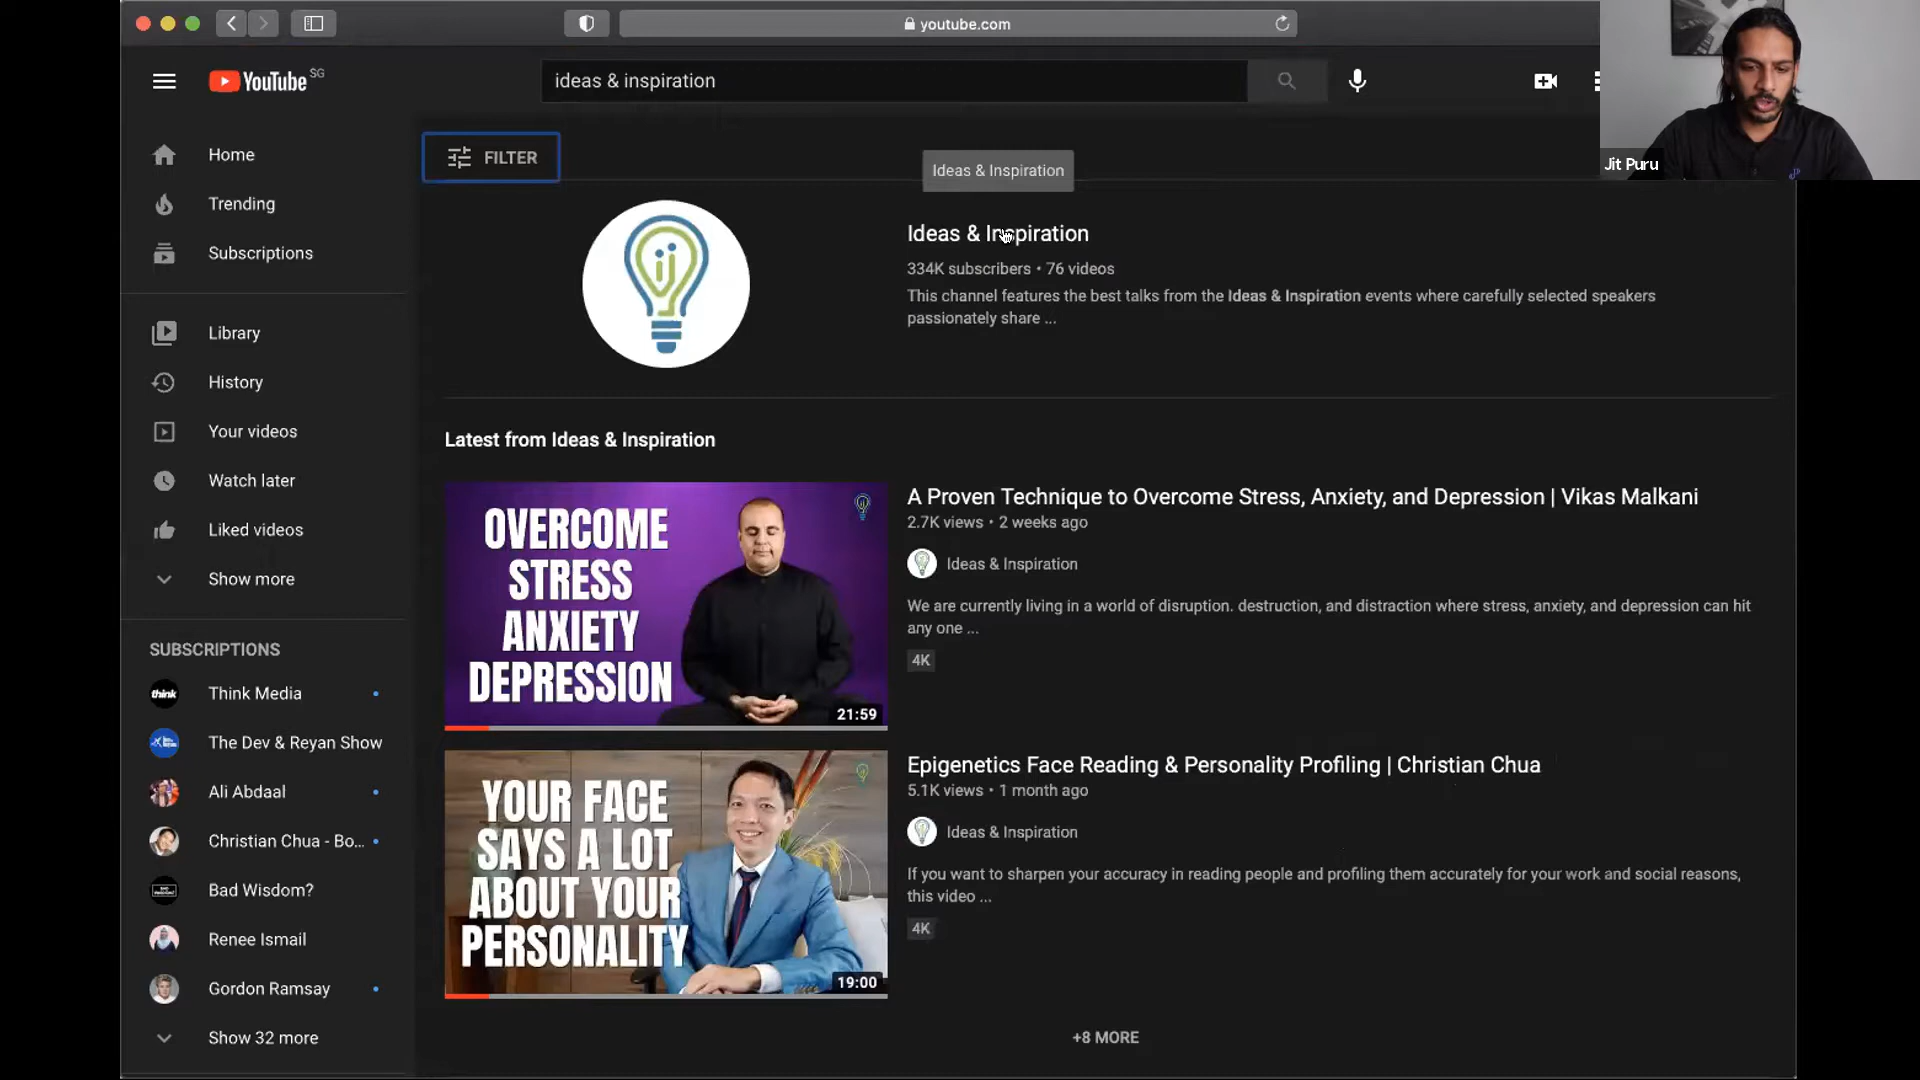 youtube.com
YouTube SG
ideas & inspiration
Jit Puru
Home
Trending
Subscriptions
Library
History
Your videos
Watch later
Liked videos
Show more
SUBSCRIPTIONS
think
Think Media
The Dev & Reyan Show
Ali Abdaal
Christian Chua - Bo...
Bad Wisdom?
Renee Ismail
Gordon Ramsay
Show 32 more
FILTER
Ideas & Inspiration
Ideas & Inspiration
334K subscribers • 76 videos
This channel features the best talks from the Ideas & Inspiration events where carefully selected speakers
passionately share ...
Latest from Ideas & Inspiration
OVERCOME
STRESS
ANXIETY
DEPRESSION
21:59
A Proven Technique to Overcome Stress, Anxiety, and Depression | Vikas Malkani
2.7K views • 2 weeks ago
Ideas & Inspiration
We are currently living in a world of disruption. destruction, and distraction where stress, anxiety, and depression can hit
any one ...
4K
YOUR FACE
SAYS A LOT
ABOUT YOUR
PERSONALITY
19:00
Epigenetics Face Reading & Personality Profiling | Christian Chua
5.1K views • 1 month ago
Ideas & Inspiration
If you want to sharpen your accuracy in reading people and profiling them accurately for your work and social reasons,
this video ...
4K
+8 MORE